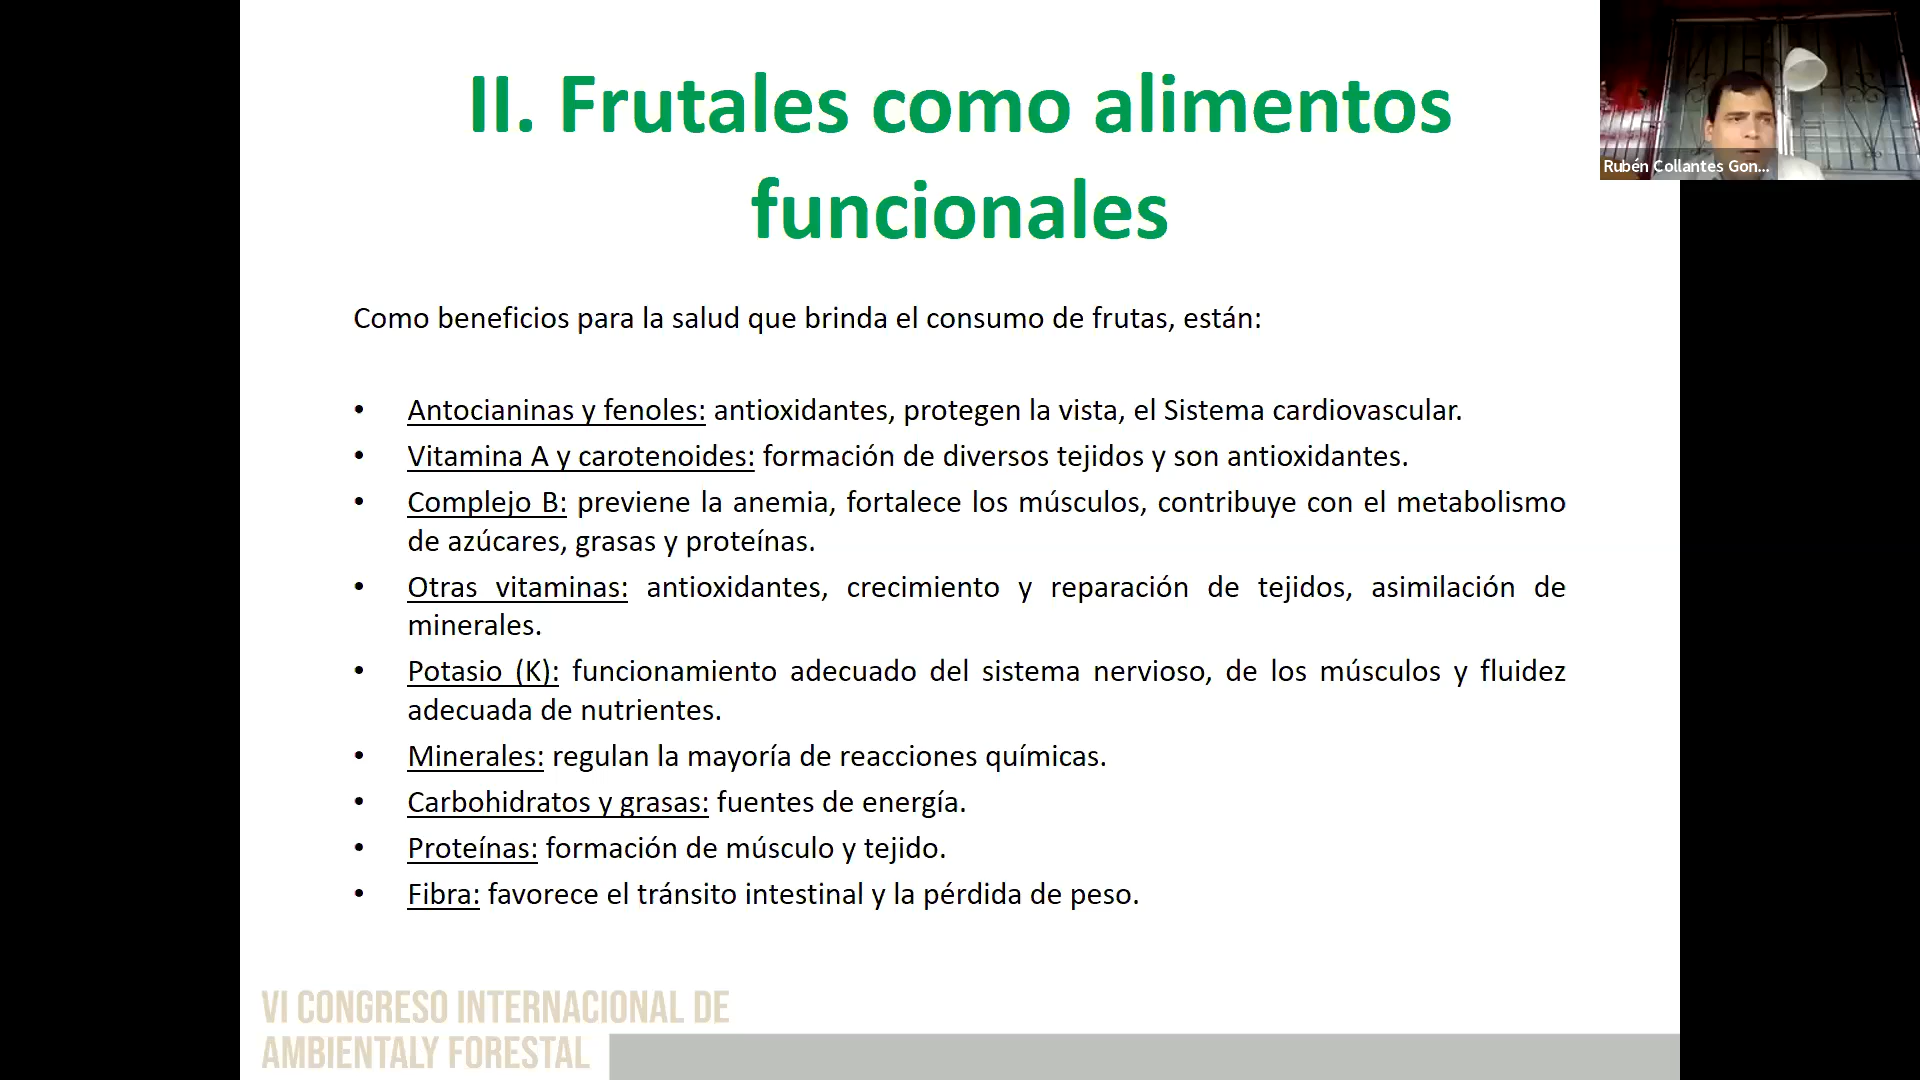 II. Frutales como alimentos
funcionales
Rubén Collantes Gon...
Como beneficios para la salud que brinda el consumo de frutas, están:
• Antocianinas y fenoles: antioxidantes, protegen la vista, el Sistema cardiovascular.
• Vitamina A y carotenoides: formación de diversos tejidos y son antioxidantes.
• Complejo B: previene la anemia, fortalece los músculos, contribuye con el metabolismo
de azúcares, grasas y proteínas.
• Otras vitaminas: antioxidantes, crecimiento y reparación de tejidos, asimilación de
minerales.
• Potasio (K): funcionamiento adecuado del sistema nervioso, de los músculos y fluidez
adecuada de nutrientes.
• Minerales: regulan la mayoría de reacciones químicas.
• Carbohidratos y grasas: fuentes de energía.
• Proteínas: formación de músculo y tejido.
• Fibra: favorece el tránsito intestinal y la pérdida de peso.
VI CONGRESO INTERNACIONAL DE
AMBIENTALY FORESTAL